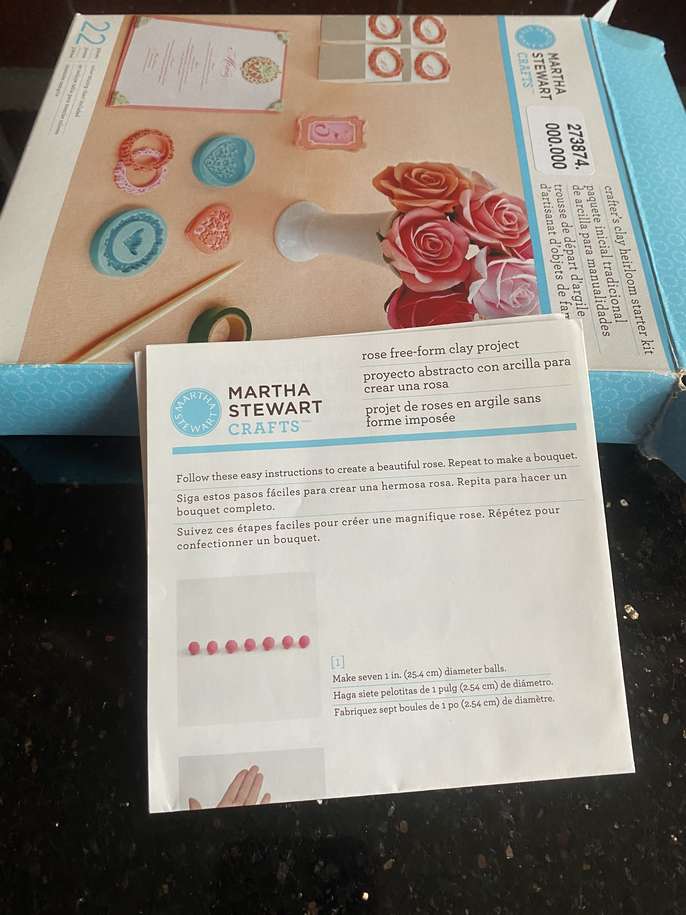 22
MARTHA
STEWART
CRAFTS™
273874.
000.000
crafter's clay heirloom starter kit
paquete inicial tradicional
de arcilla para manualidades
trousse de départ d'argile
d'artisanat d'objets de fam
MARTHA STEWART
MARTHA
STEWART
CRAFTS™
rose free-form clay project
proyecto abstracto con arcilla para
crear una rosa
projet de roses en argile sans
forme imposée
Follow these easy instructions to create a beautiful rose. Repeat to make a bouquet.
Siga estos pasos fáciles para crear una hermosa rosa. Repita para hacer un
bouquet completo.
Suivez ces étapes faciles pour créer une magnifique rose. Répétez pour
confectionner un bouquet.
[1]
Make seven 1 in. (25.4 cm) diameter balls.
Haga siete pelotitas de 1 pulg (2.54 cm) de diámetro.
Fabriquez sept boules de 1 po (2.54 cm) de diamètre.